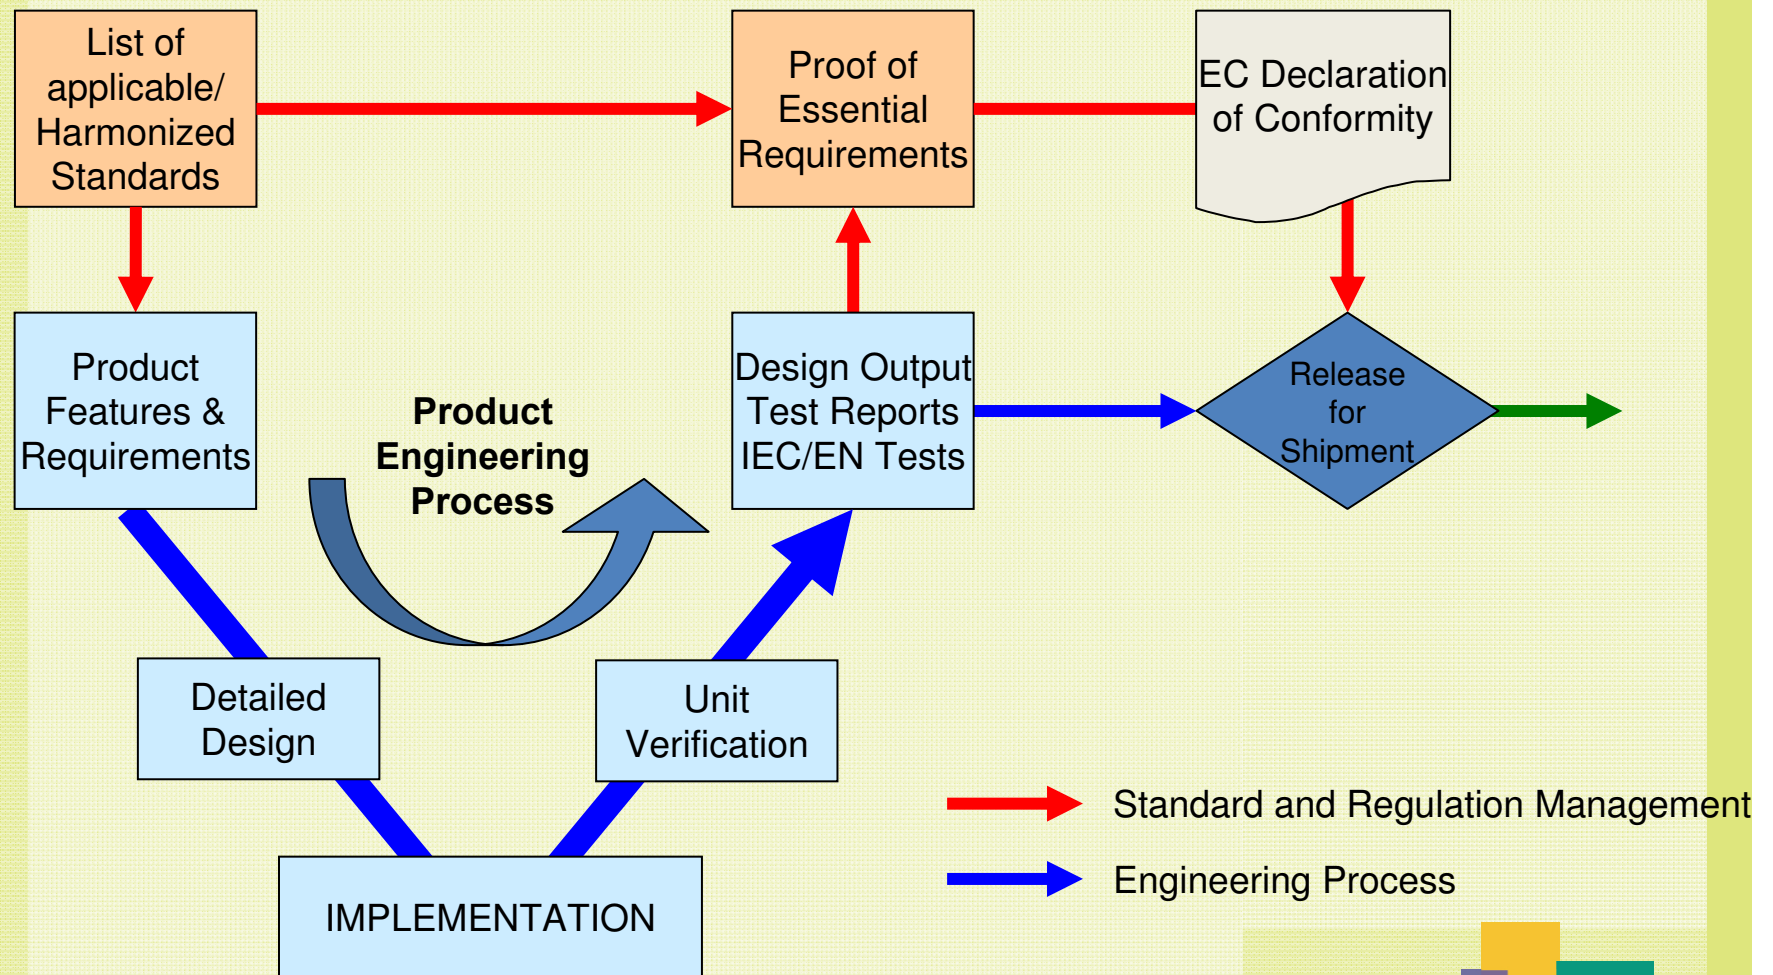 List of
applicable/
Harmonized
Standards
Proof of
Essential
Requirements
EC Declaration
of Conformity
Product
Features &
Requirements
Product
Engineering
Process
Design Output
Test Reports
IEC/EN Tests
Release
for
Shipment
Detailed
Design
Unit
Verification
IMPLEMENTATION
Standard and Regulation Management
Engineering Process